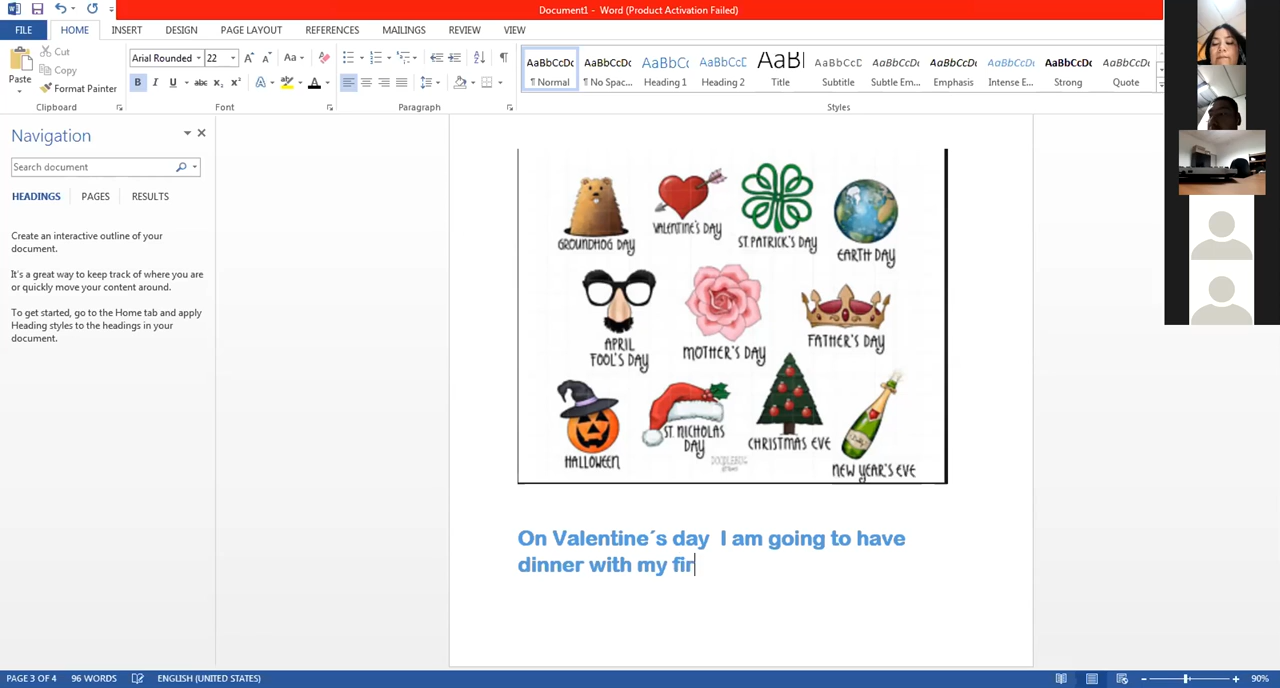 Document1 - Word (Product Activation Failed)
FILE HOME INSERT DESIGN PAGE LAYOUT REFERENCES MAILINGS REVIEW VIEW
Paste
Cut
Copy
Format Painter
Clipboard
Arial Rounded 22
Font
Paragraph
AaBbCcDc AaBbCcDc AaBbCc AaBbCcD AaBl AaBbCcD AaBbCcDc AaBbCcDc AaBbCcDc AaBbCcDc AaBbCcDc
¶ Normal ¶ No Spac... Heading 1 Heading 2 Title Subtitle Subtle Em... Emphasis Intense E... Strong Quote
Styles
Navigation
Search document
HEADINGS PAGES RESULTS
Create an interactive outline of your
document.
It's a great way to keep track of where you are
or quickly move your content around.
To get started, go to the Home tab and apply
Heading styles to the headings in your
document.
GROUNDHOG DAY
VALENTINE'S DAY
ST. PATRICK'S DAY
EARTH DAY
APRIL
FOOL'S DAY
MOTHER'S DAY
FATHER'S DAY
HALLOWEEN
ST. NICHOLAS
DAY
DOODLEBUG
CHRISTMAS EVE
NEW YEAR'S EVE
On Valentine´s day  I am going to have
dinner with my fir
PAGE 3 OF 4 96 WORDS ENGLISH (UNITED STATES) 90%